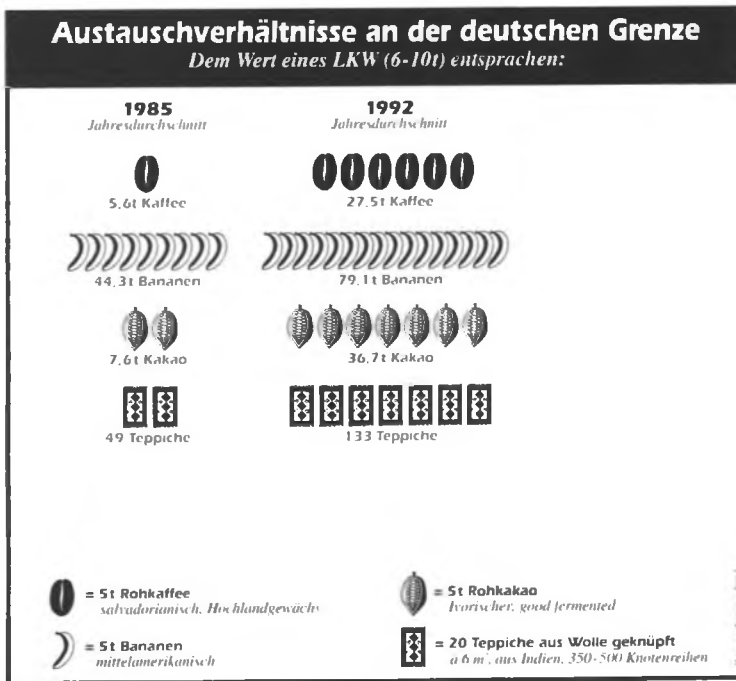 Austauschverhältnisse an der deutschen Grenze
Dem Wert eines LKW (6-10t) entsprachen:
1985 1992
Jahresdurchschnitt Jahresdurchschnitt
5,6t Kaffee 27,5t Kaffee
44,3t Bananen 79,1t Bananen
7,6t Kakao 36,7t Kakao
49 Teppiche 133 Teppiche
= 5t Rohkaffee = 5t Rohkakao
salvadorianisch, Hochlandgewächs Ivorischer, good fermented
= 5t Bananen = 20 Teppiche aus Wolle geknüpft
mittelamerikanisch à 6 m², aus Indien, 350-500 Knotenreihen